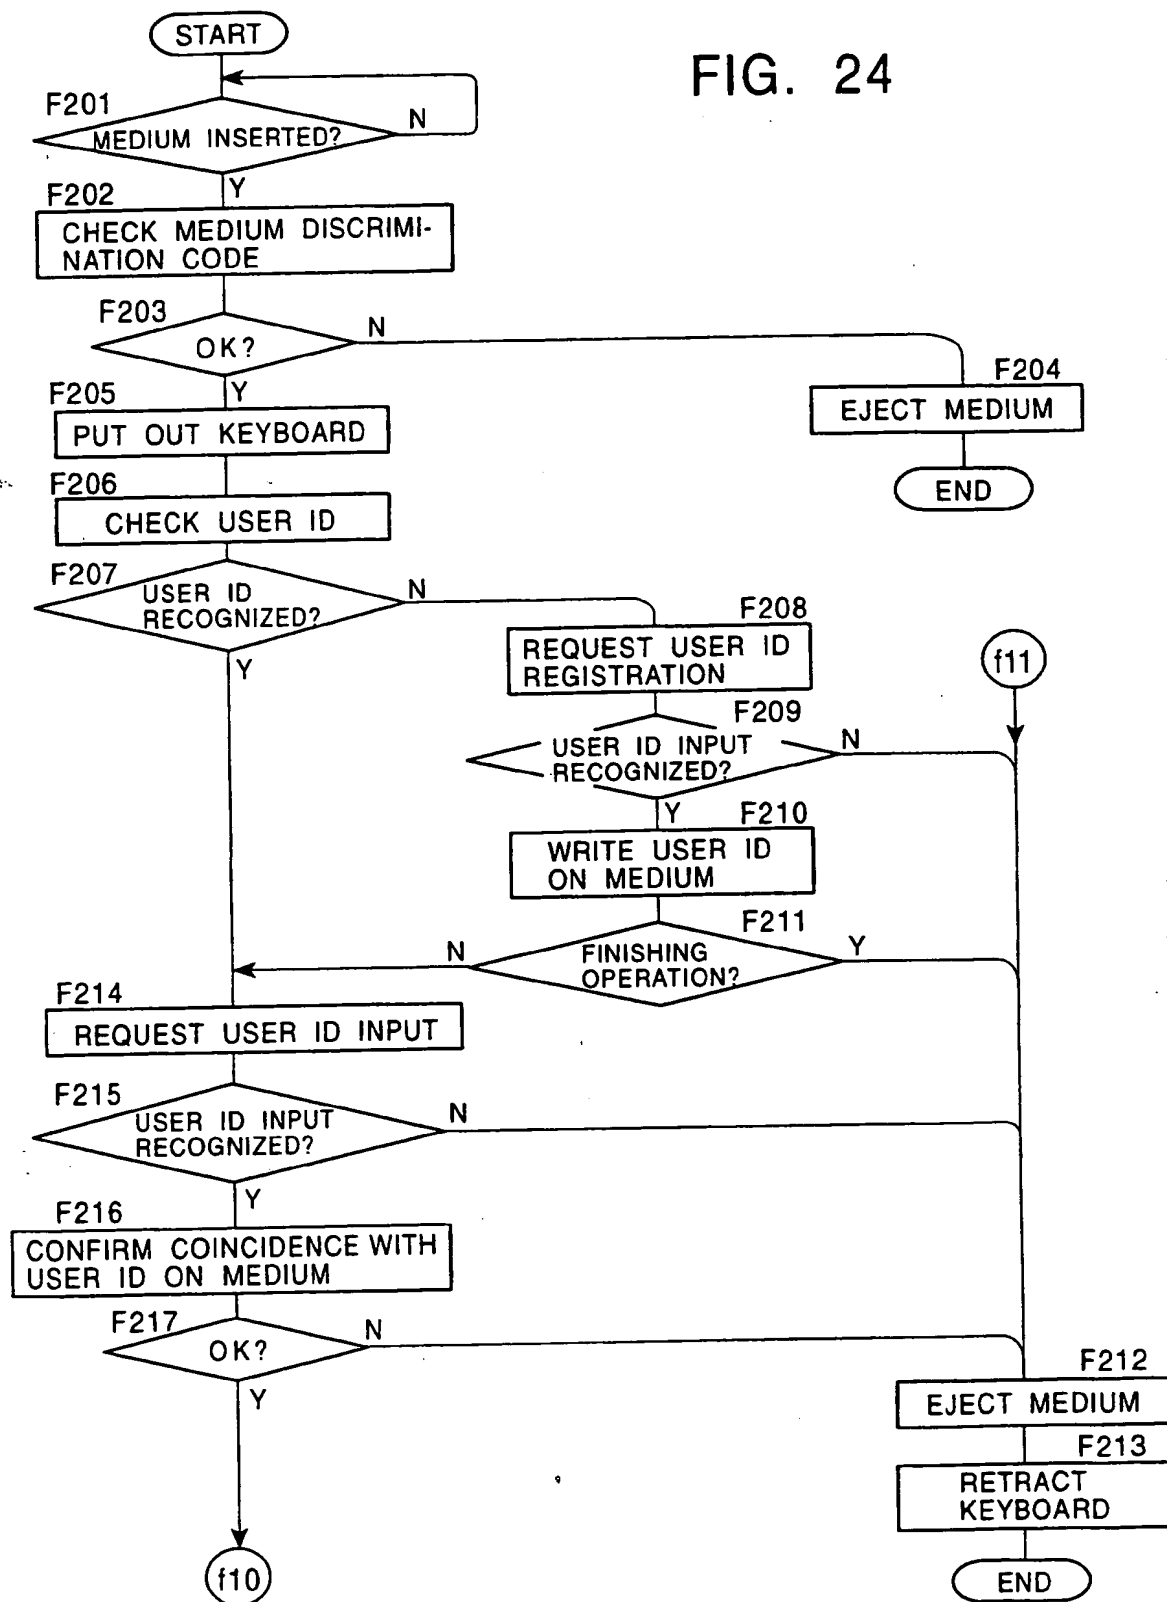 START
FIG. 24
F201
MEDIUM INSERTED?
N
Y
F202
CHECK MEDIUM DISCRIMI-
NATION CODE
F203
OK?
N
Y
F204
EJECT MEDIUM
END
F205
PUT OUT KEYBOARD
F206
CHECK USER ID
F207
USER ID
RECOGNIZED?
N
Y
F208
REQUEST USER ID
REGISTRATION
f11
F209
USER ID INPUT
RECOGNIZED?
N
Y
F210
WRITE USER ID
ON MEDIUM
F211
FINISHING
OPERATION?
N
Y
F214
REQUEST USER ID INPUT
F215
USER ID INPUT
RECOGNIZED?
N
Y
F216
CONFIRM COINCIDENCE WITH
USER ID ON MEDIUM
F217
OK?
N
Y
F212
EJECT MEDIUM
F213
RETRACT
KEYBOARD
f10
END